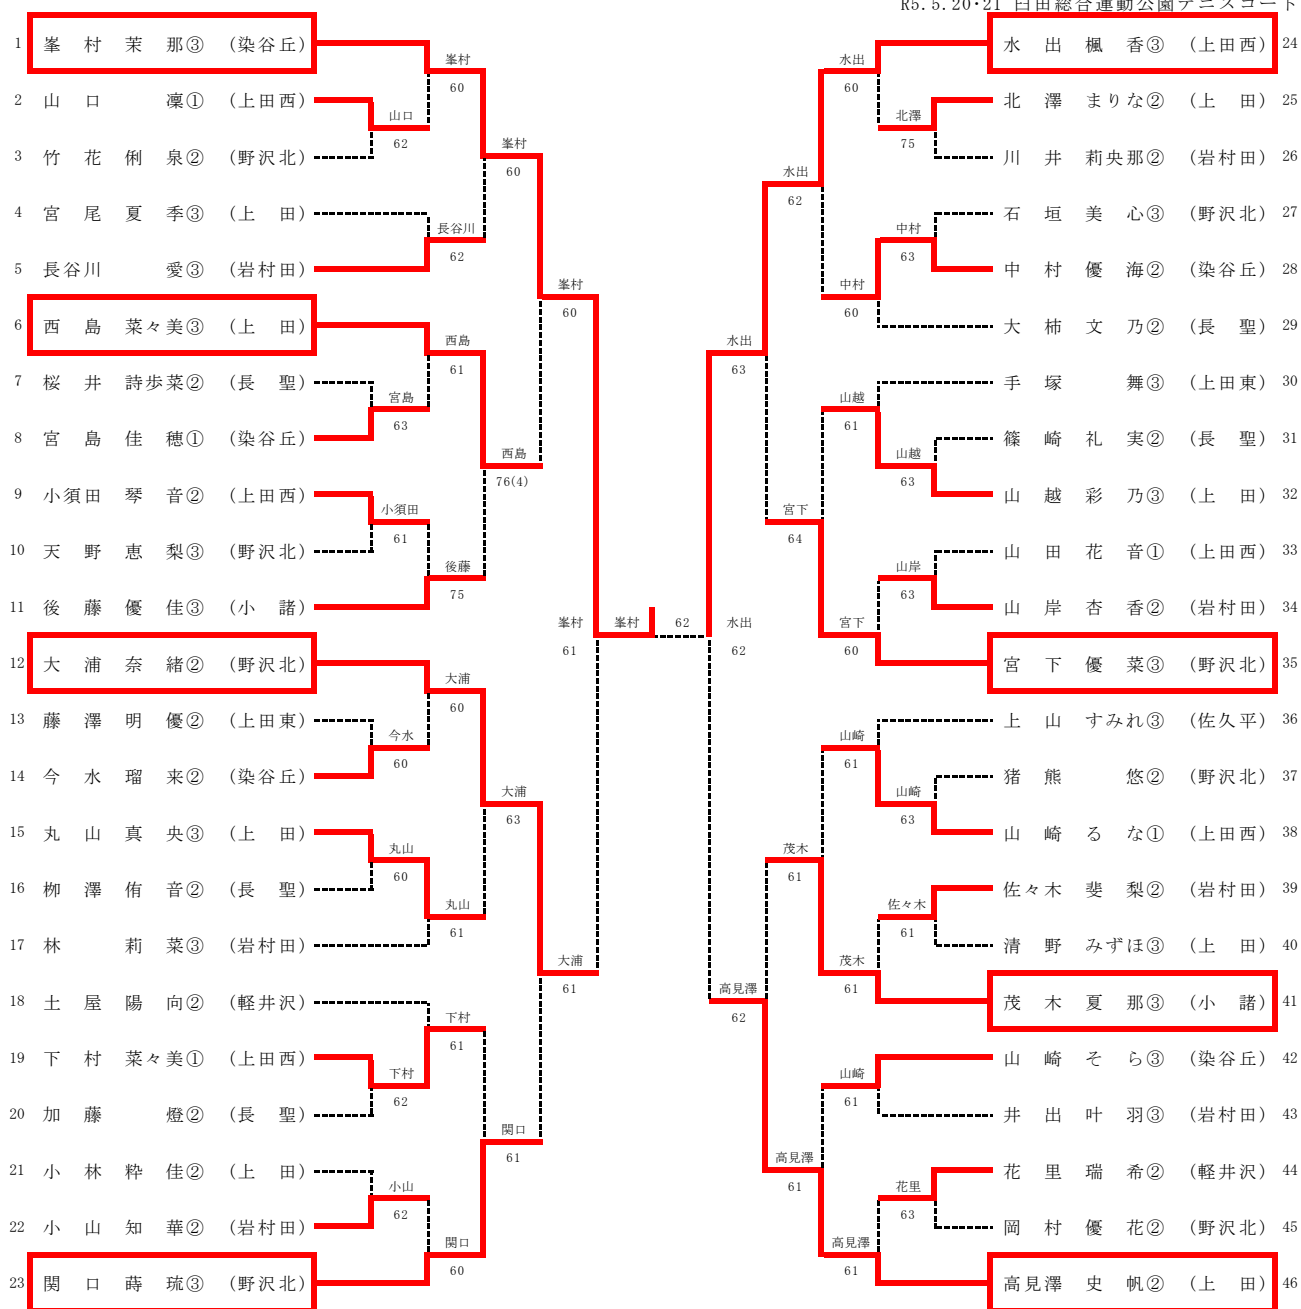 R5.5.20・21 臼田総合運動公園テニスコート
1 峯村茉那③ (染谷丘)
2 山口凜① (上田西)
3 竹花俐泉② (野沢北)
4 宮尾夏季③ (上田)
5 長谷川愛③ (岩村田)
6 西島菜々美③ (上田)
7 桜井詩歩菜② (長聖)
8 宮島佳穂① (染谷丘)
9 小須田琴音② (上田西)
10 天野恵梨③ (野沢北)
11 後藤優佳③ (小諸)
12 大浦奈緒② (野沢北)
13 藤澤明優② (上田東)
14 今水瑠来② (染谷丘)
15 丸山真央③ (上田)
16 栁澤侑音② (長聖)
17 林莉菜③ (岩村田)
18 土屋陽向② (軽井沢)
19 下村菜々美① (上田西)
20 加藤燈② (長聖)
21 小林粋佳② (上田)
22 小山知華② (岩村田)
23 関口蒔琉③ (野沢北)
山口
62
宮島
63
小須田
61
今水
60
丸山
60
下村
62
小山
62
峯村
60
長谷川
62
西島
61
後藤
75
大浦
60
丸山
61
下村
61
関口
60
峯村
60
西島
76(4)
大浦
63
関口
61
峯村
60
大浦
61
峯村
61
峯村
62
水出
62
水出
63
高見澤
62
水出
62
宮下
64
茂木
61
高見澤
61
水出
60
中村
60
山越
61
宮下
60
山崎
61
茂木
61
山崎
61
高見澤
61
北澤
75
中村
63
山越
63
山岸
63
山崎
63
佐々木
61
花里
63
水出楓香③ (上田西) 24
北澤まりな② (上田) 25
川井莉央那② (岩村田) 26
石垣美心③ (野沢北) 27
中村優海② (染谷丘) 28
大柿文乃② (長聖) 29
手塚舞③ (上田東) 30
篠崎礼実② (長聖) 31
山越彩乃③ (上田) 32
山田花音① (上田西) 33
山岸杏香② (岩村田) 34
宮下優菜③ (野沢北) 35
上山すみれ③ (佐久平) 36
猪熊悠② (野沢北) 37
山崎るな① (上田西) 38
佐々木斐梨② (岩村田) 39
清野みずほ③ (上田) 40
茂木夏那③ (小諸) 41
山崎そら③ (染谷丘) 42
井出叶羽③ (岩村田) 43
花里瑞希② (軽井沢) 44
岡村優花② (野沢北) 45
高見澤史帆② (上田) 46